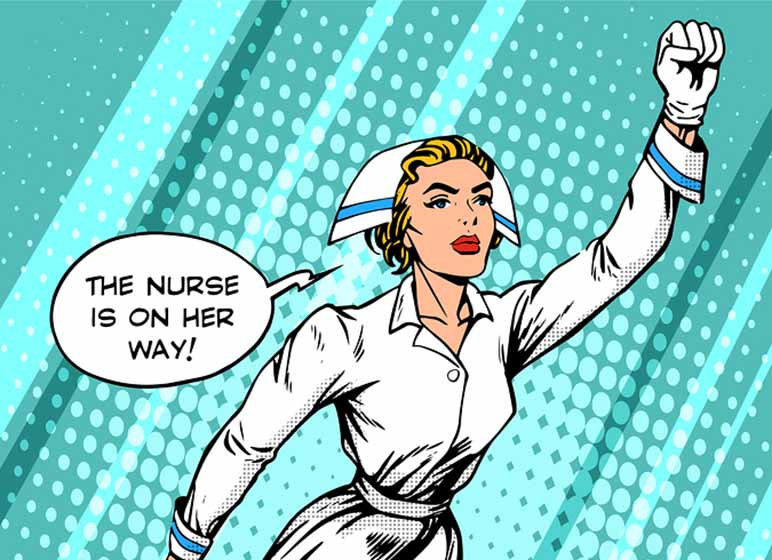 THE NURSE
IS ON HER
WAY!